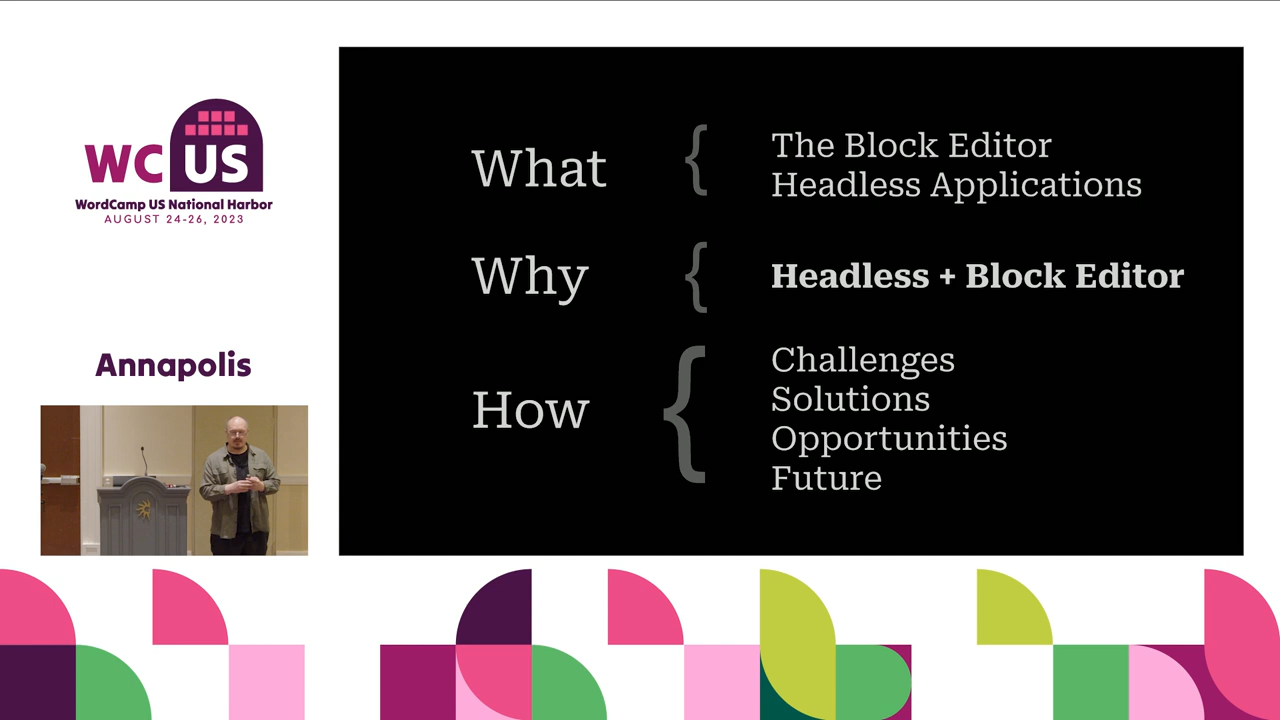 WC US
WordCamp US National Harbor
AUGUST 24-26, 2023
Annapolis
What
{
The Block Editor
Headless Applications
Why
{
Headless + Block Editor
How
{
Challenges
Solutions
Opportunities
Future